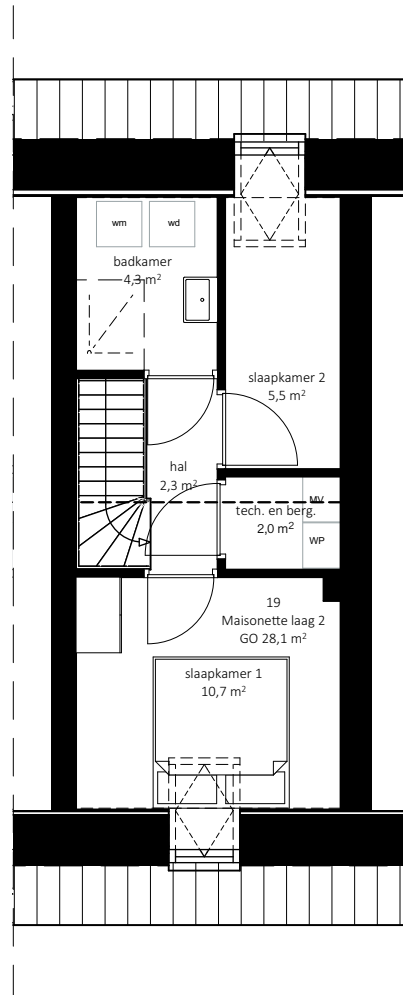 wm
wd
badkamer
4,3 m²
slaapkamer 2
5,5 m²
hal
2,3 m²
MV
tech. en berg.
2,0 m²
WP
19
Maisonette laag 2
GO 28,1 m²
slaapkamer 1
10,7 m²